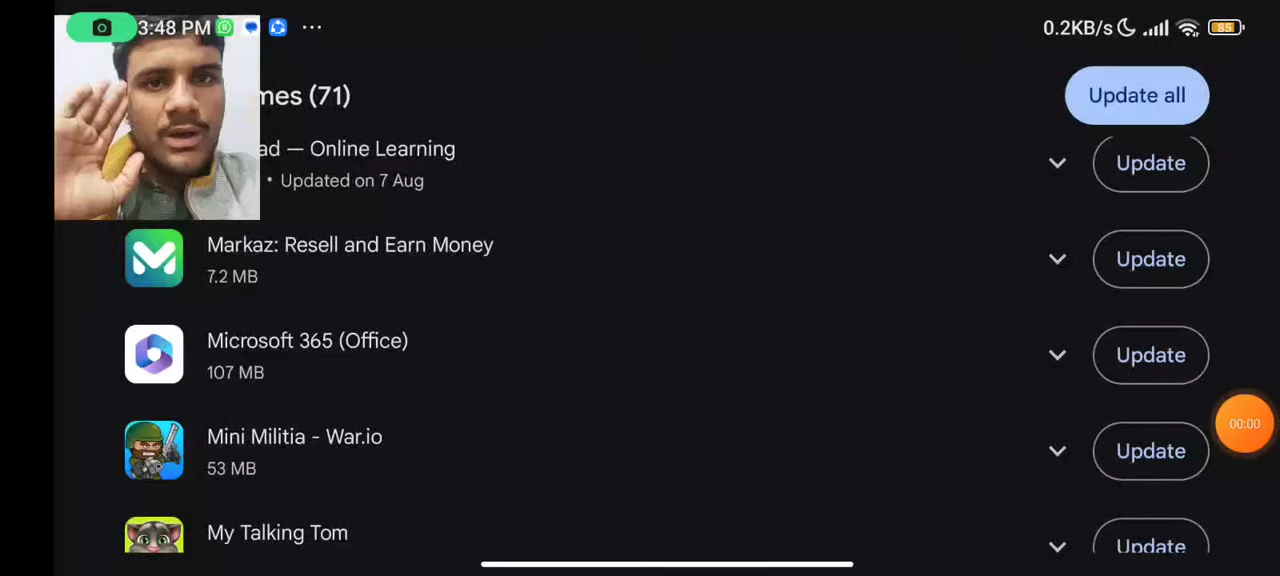 3:48 PM
0.2KB/s
85
mes (71)
Update all
ad — Online Learning
• Updated on 7 Aug
Update
Markaz: Resell and Earn Money
7.2 MB
Update
Microsoft 365 (Office)
107 MB
Update
Mini Militia - War.io
53 MB
Update
00:00
My Talking Tom
Update